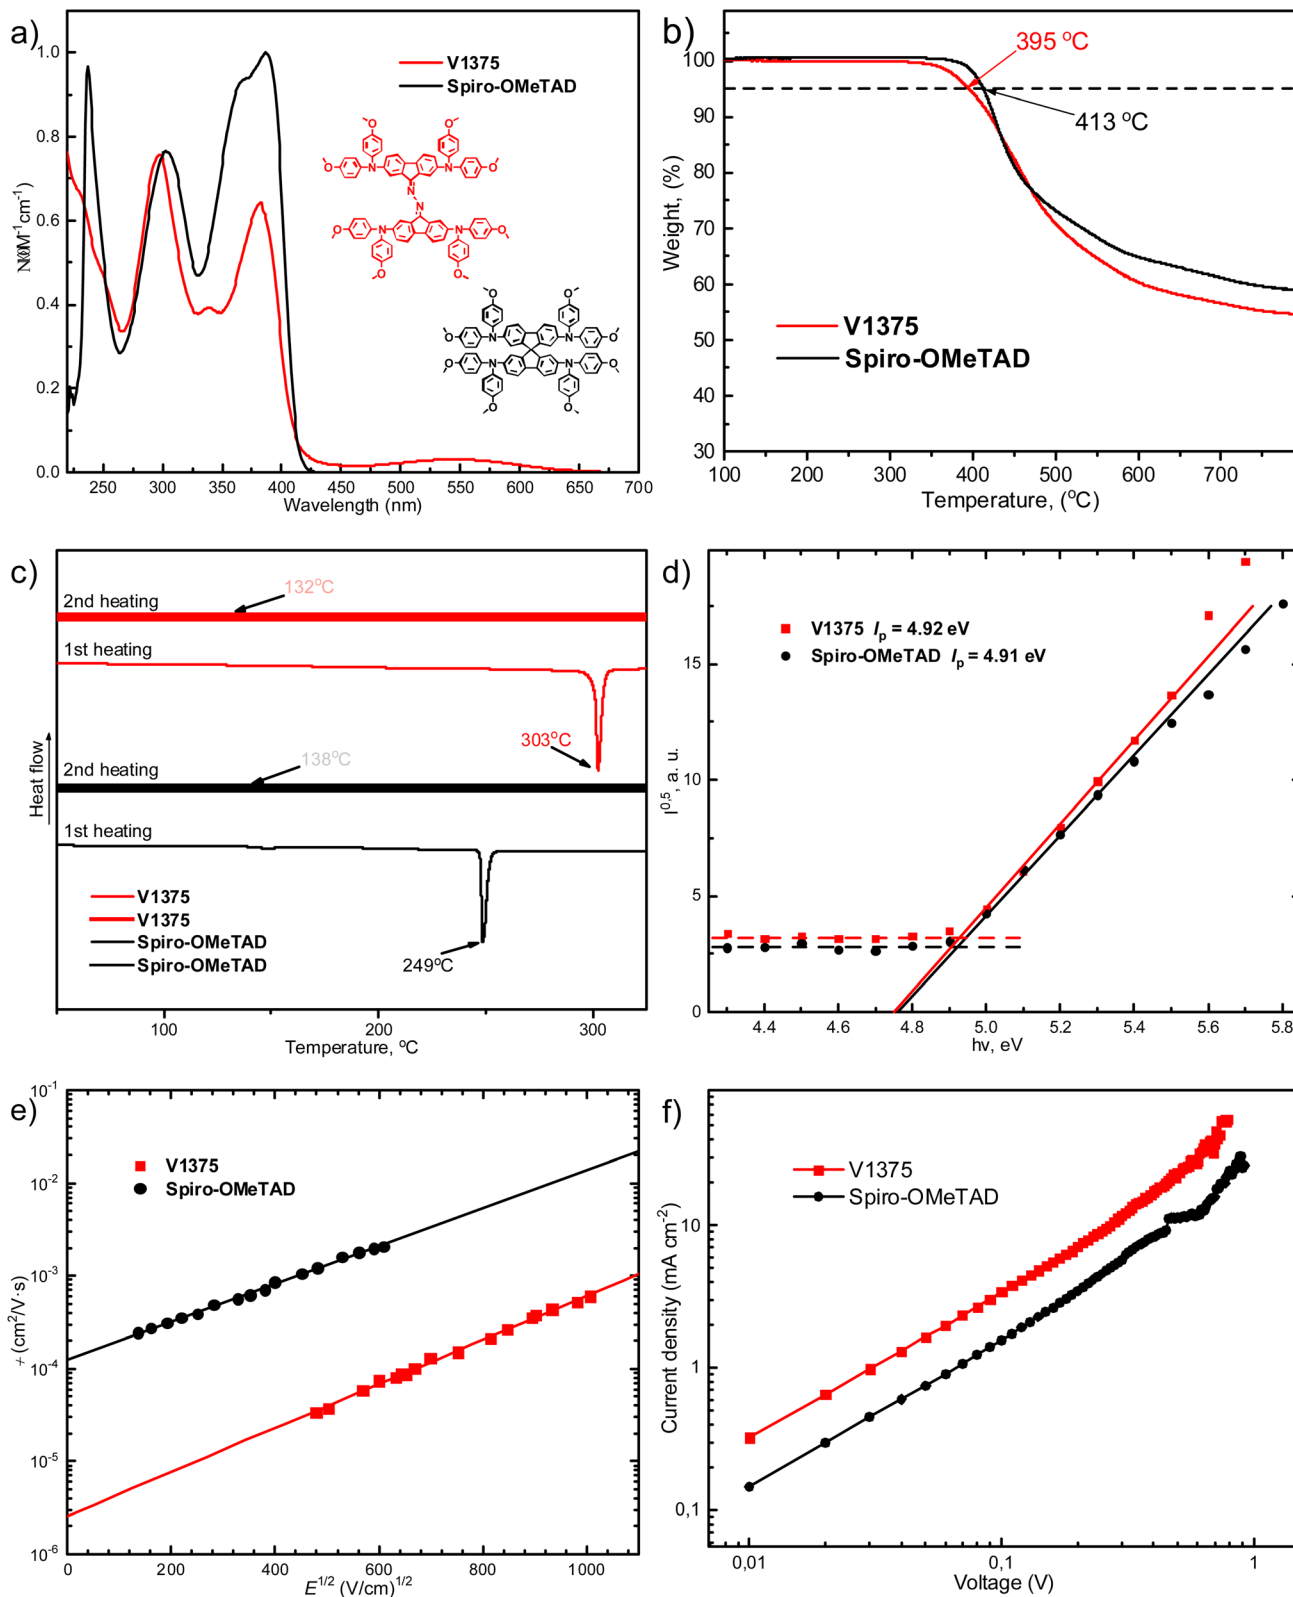 a)
1.0
0.8
0.6
0.4
0.2
0.0
250 300 350 400 450 500 550 600 650 700
Wavelength (nm)
V1375
Spiro-OMeTAD
b)
395 °C
413 °C
100
90
80
70
60
50
40
30
Weight, (%)
V1375
Spiro-OMeTAD
100 200 300 400 500 600 700
Temperature, (°C)
c)
132°C
2nd heating
1st heating
303°C
138°C
2nd heating
1st heating
249°C
Heat flow
V1375
V1375
Spiro-OMeTAD
Spiro-OMeTAD
100 200 300
Temperature, °C
d)
V1375 Iₚ = 4.92 eV
Spiro-OMeTAD Iₚ = 4.91 eV
15
10
5
0
I^0,5, a. u.
4.4 4.6 4.8 5.0 5.2 5.4 5.6 5.8
hv, eV
e)
10⁻¹
10⁻²
10⁻³
10⁻⁴
10⁻⁵
10⁻⁶
(cm²/V·s)
V1375
Spiro-OMeTAD
0 200 400 600 800 1000
E^1/2 (V/cm)^1/2
f)
V1375
Spiro-OMeTAD
10
1
0,1
Current density (mA cm⁻²)
0,01 0,1 1
Voltage (V)